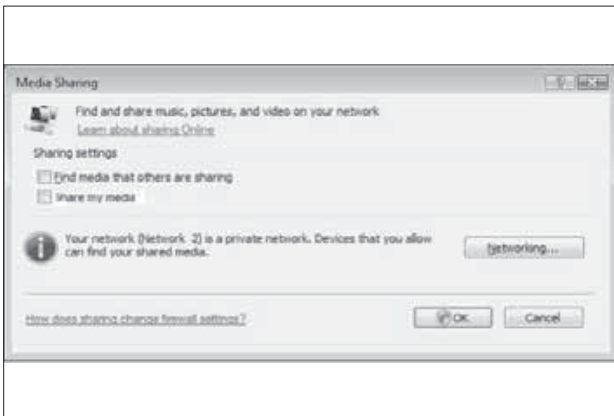 Media Sharing
Find and share music, pictures, and video on your network
Learn about sharing Online
Sharing settings
Find media that others are sharing
Share my media
Your network (Network 2) is a private network. Devices that you allow
can find your shared media.
Networking...
How does sharing change firewall settings?
OK
Cancel